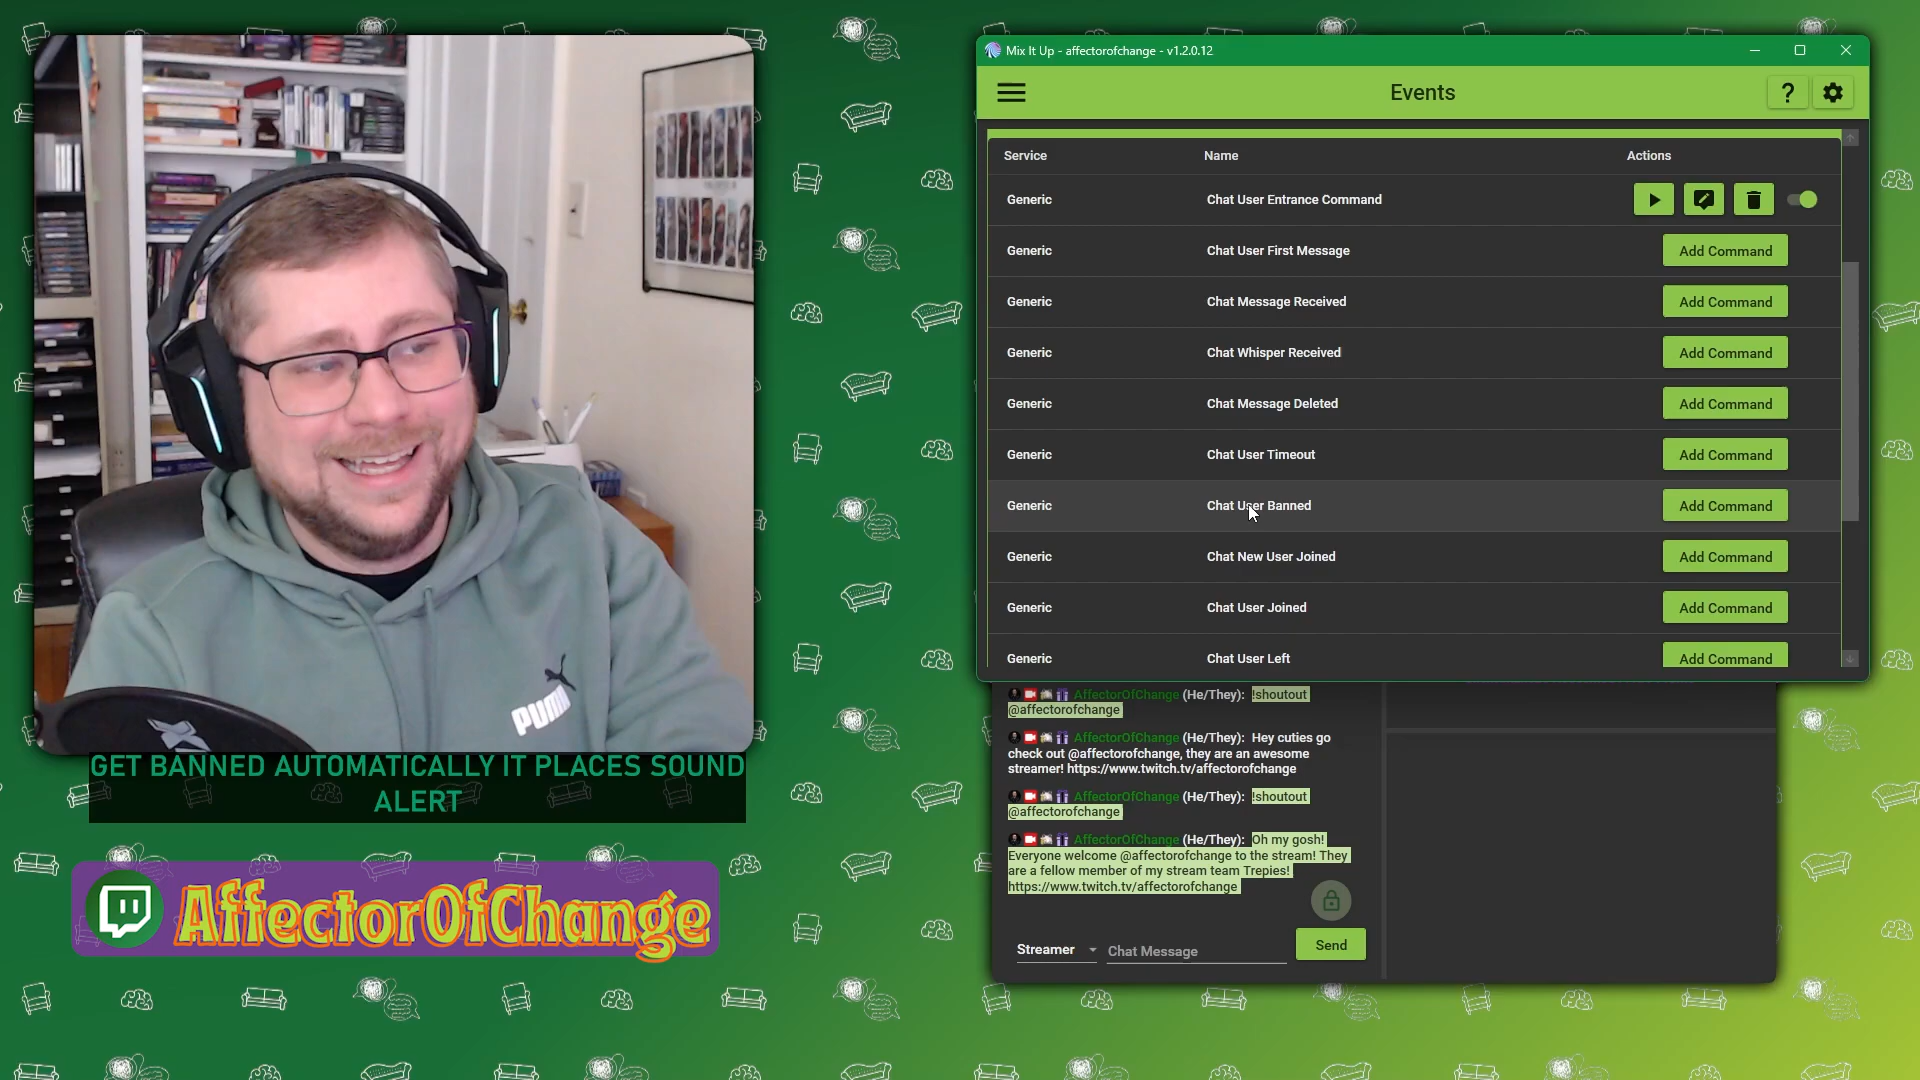 Mix It Up - affectorofchange - v1.2.0.12
Events
?
Service Name Actions
Generic Chat User Entrance Command
Generic Chat User First Message Add Command
Generic Chat Message Received Add Command
Generic Chat Whisper Received Add Command
Generic Chat Message Deleted Add Command
Generic Chat User Timeout Add Command
Generic Chat User Banned Add Command
Generic Chat New User Joined Add Command
Generic Chat User Joined Add Command
Generic Chat User Left Add Command
AffectorOfChange (He/They): !shoutout
@affectorofchange
AffectorOfChange (He/They): Hey cuties go
check out @affectorofchange, they are an awesome
streamer! https://www.twitch.tv/affectorofchange
AffectorOfChange (He/They): !shoutout
@affectorofchange
AffectorOfChange (He/They): Oh my gosh!
Everyone welcome @affectorofchange to the stream! They
are a fellow member of my stream team Trepies!
https://www.twitch.tv/affectorofchange
Streamer Chat Message Send
PUMA
GET BANNED AUTOMATICALLY IT PLACES SOUND
ALERT
AffectorOfChange